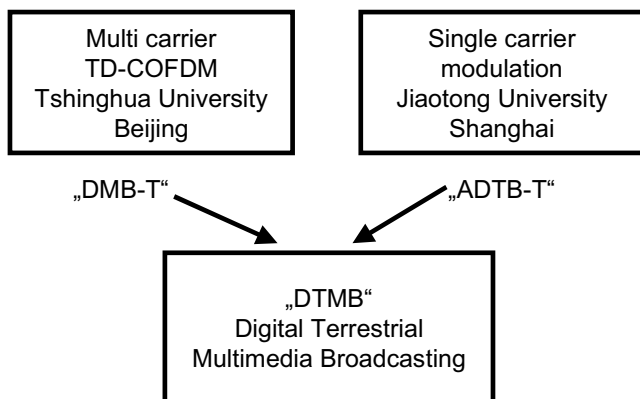 Multi carrier
TD-COFDM
Tshinghua University
Beijing
Single carrier
modulation
Jiaotong University
Shanghai
„DMB-T“
„ADTB-T“
„DTMB“
Digital Terrestrial
Multimedia Broadcasting